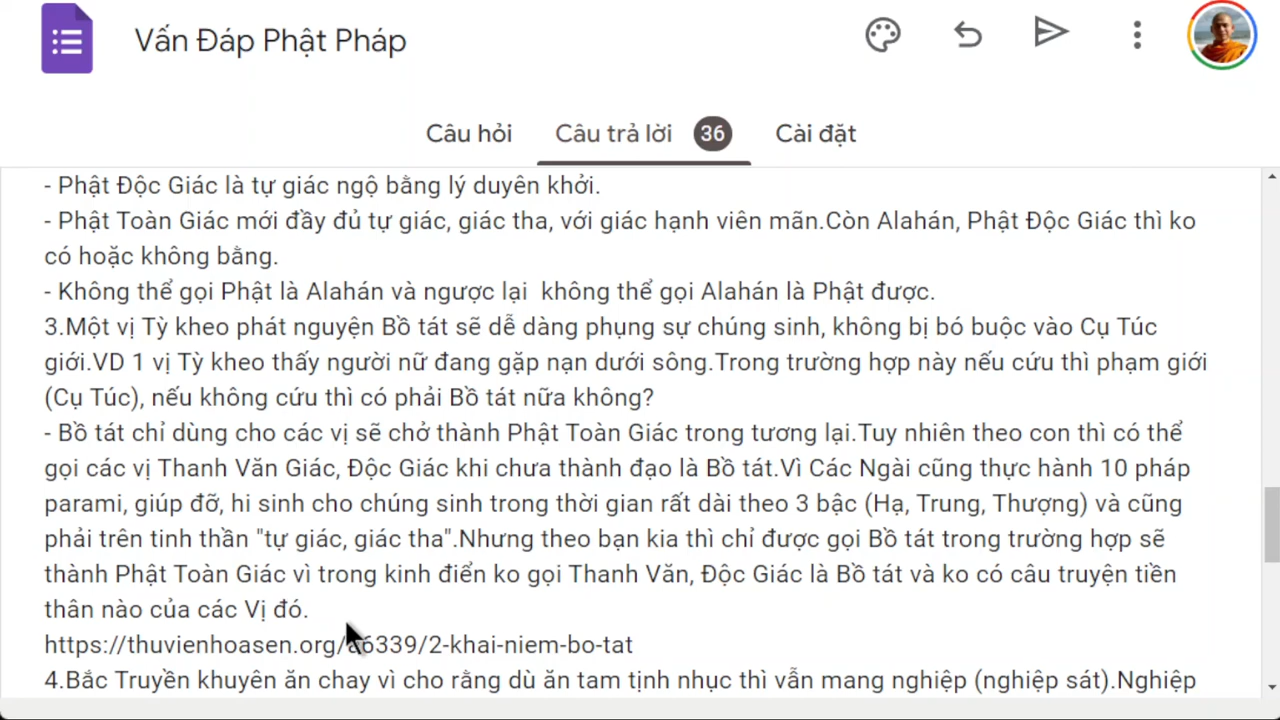 Vấn Đáp Phật Pháp
Câu hỏi Câu trả lời 36 Cài đặt
- Phật Độc Giác là tự giác ngộ bằng lý duyên khởi.
- Phật Toàn Giác mới đầy đủ tự giác, giác tha, với giác hạnh viên mãn.Còn Alahán, Phật Độc Giác thì ko
có hoặc không bằng.
- Không thể gọi Phật là Alahán và ngược lại  không thể gọi Alahán là Phật được.
3.Một vị Tỳ kheo phát nguyện Bồ tát sẽ dễ dàng phụng sự chúng sinh, không bị bó buộc vào Cụ Túc
giới.VD 1 vị Tỳ kheo thấy người nữ đang gặp nạn dưới sông.Trong trường hợp này nếu cứu thì phạm giới
(Cụ Túc), nếu không cứu thì có phải Bồ tát nữa không?
- Bồ tát chỉ dùng cho các vị sẽ chở thành Phật Toàn Giác trong tương lại.Tuy nhiên theo con thì có thể
gọi các vị Thanh Văn Giác, Độc Giác khi chưa thành đạo là Bồ tát.Vì Các Ngài cũng thực hành 10 pháp
parami, giúp đỡ, hi sinh cho chúng sinh trong thời gian rất dài theo 3 bậc (Hạ, Trung, Thượng) và cũng
phải trên tinh thần "tự giác, giác tha".Nhưng theo bạn kia thì chỉ được gọi Bồ tát trong trường hợp sẽ
thành Phật Toàn Giác vì trong kinh điển ko gọi Thanh Văn, Độc Giác là Bồ tát và ko có câu truyện tiền
thân nào của các Vị đó.
https://thuvienhoasen.org/a6339/2-khai-niem-bo-tat
4.Bắc Truyền khuyên ăn chay vì cho rằng dù ăn tam tịnh nhục thì vẫn mang nghiệp (nghiệp sát).Nghiệp